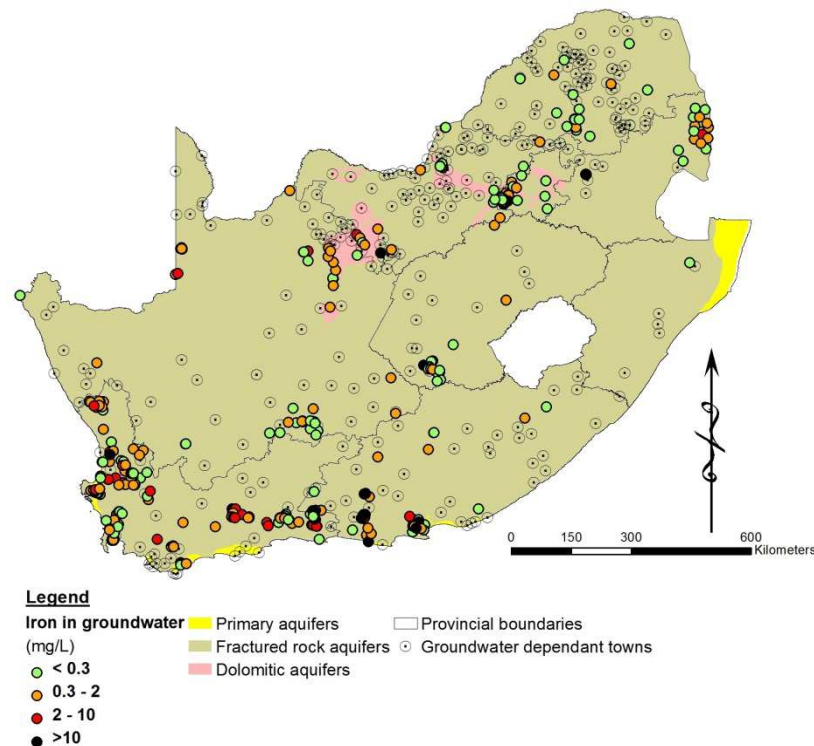 0 150 300 450 600
Kilometers
Legend
Iron in groundwater
(mg/L)
< 0.3
0.3 - 2
2 - 10
>10
Primary aquifers
Fractured rock aquifers
Dolomitic aquifers
Provincial boundaries
Groundwater dependant towns